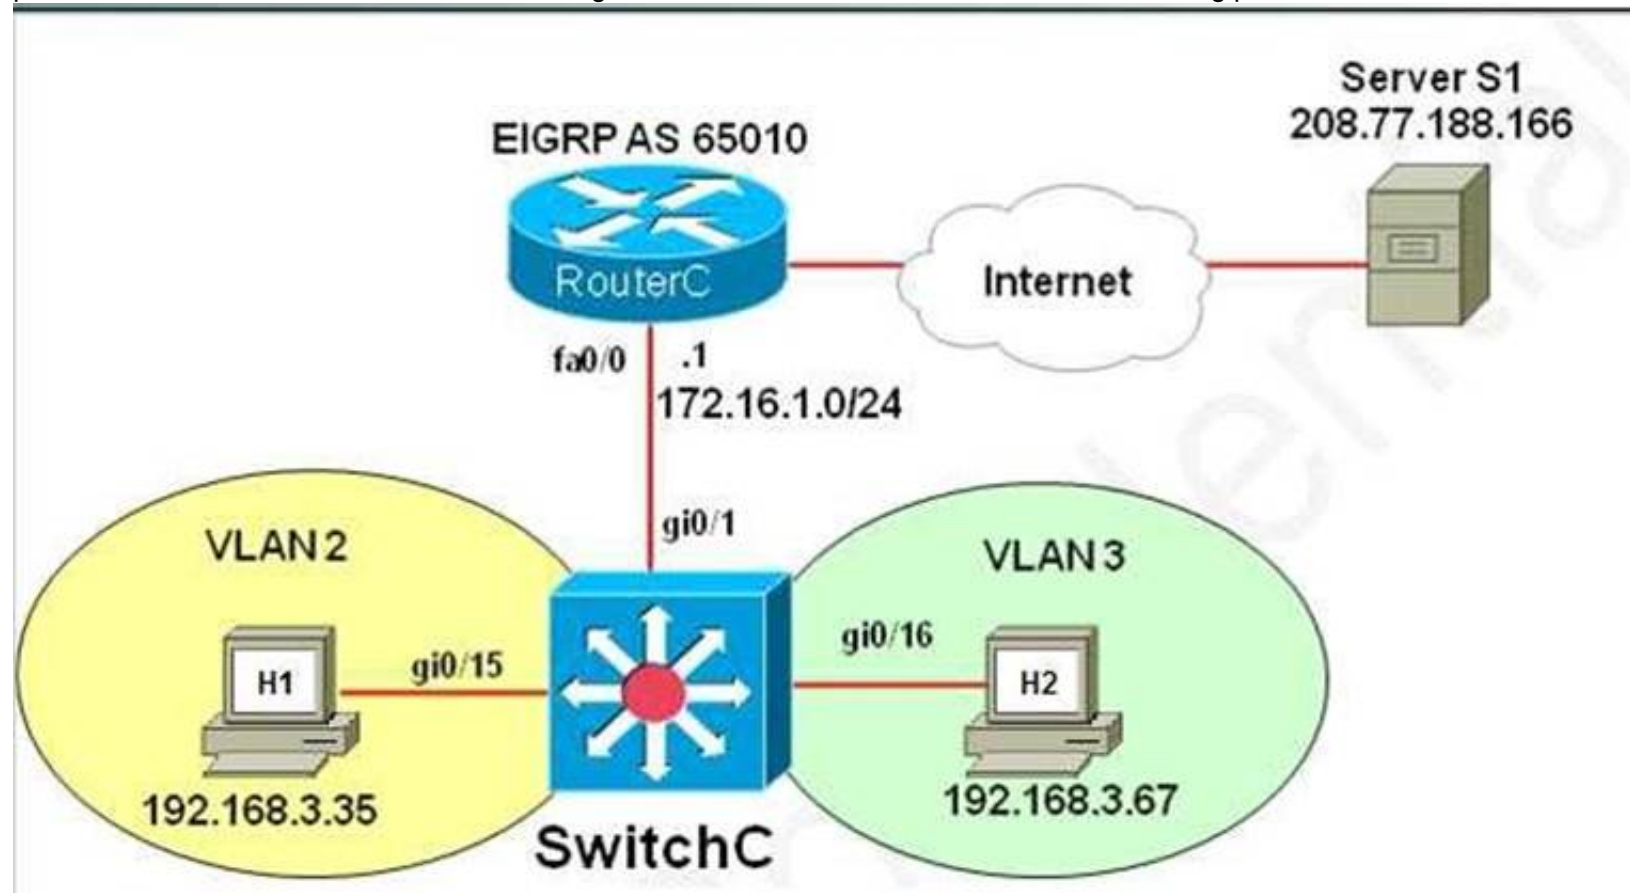 Server S1
208.77.188.166
EIGRP AS 65010
RouterC
Internet
fa0/0
.1
172.16.1.0/24
gi0/1
VLAN 2
VLAN 3
gi0/15
gi0/16
H1
H2
192.168.3.35
192.168.3.67
SwitchC